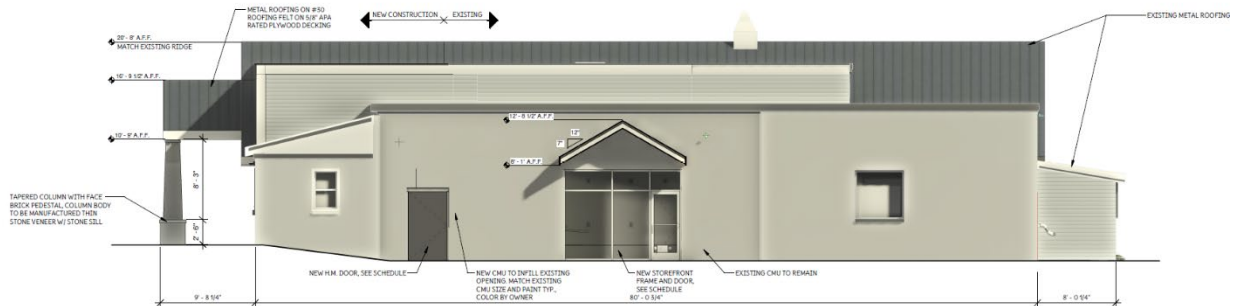 METAL ROOFING ON #30
ROOFING FELT ON 5/8" APA
RATED PLYWOOD DECKING
NEW CONSTRUCTION
EXISTING
EXISTING METAL ROOFING
20' - 8" A.F.F.
MATCH EXISTING RIDGE
16' - 9 1/2" A.F.F.
10' - 9" A.F.F.
12' - 8 1/2" A.F.F.
12"
7"
8' - 1" A.F.F.
8' - 3"
TAPERED COLUMN WITH FACE
BRICK PEDESTAL, COLUMN BODY
TO BE MANUFACTURED THIN
STONE VENEER W/ STONE SILL
2' - 6"
NEW H.M. DOOR, SEE SCHEDULE
NEW CMU TO INFILL EXISTING
OPENING. MATCH EXISTING
CMU SIZE AND PAINT TYP.,
COLOR BY OWNER
NEW STOREFRONT
FRAME AND DOOR,
SEE SCHEDULE
EXISTING CMU TO REMAIN
9' - 8 1/4"
80' - 0 3/4"
8' - 0 1/4"